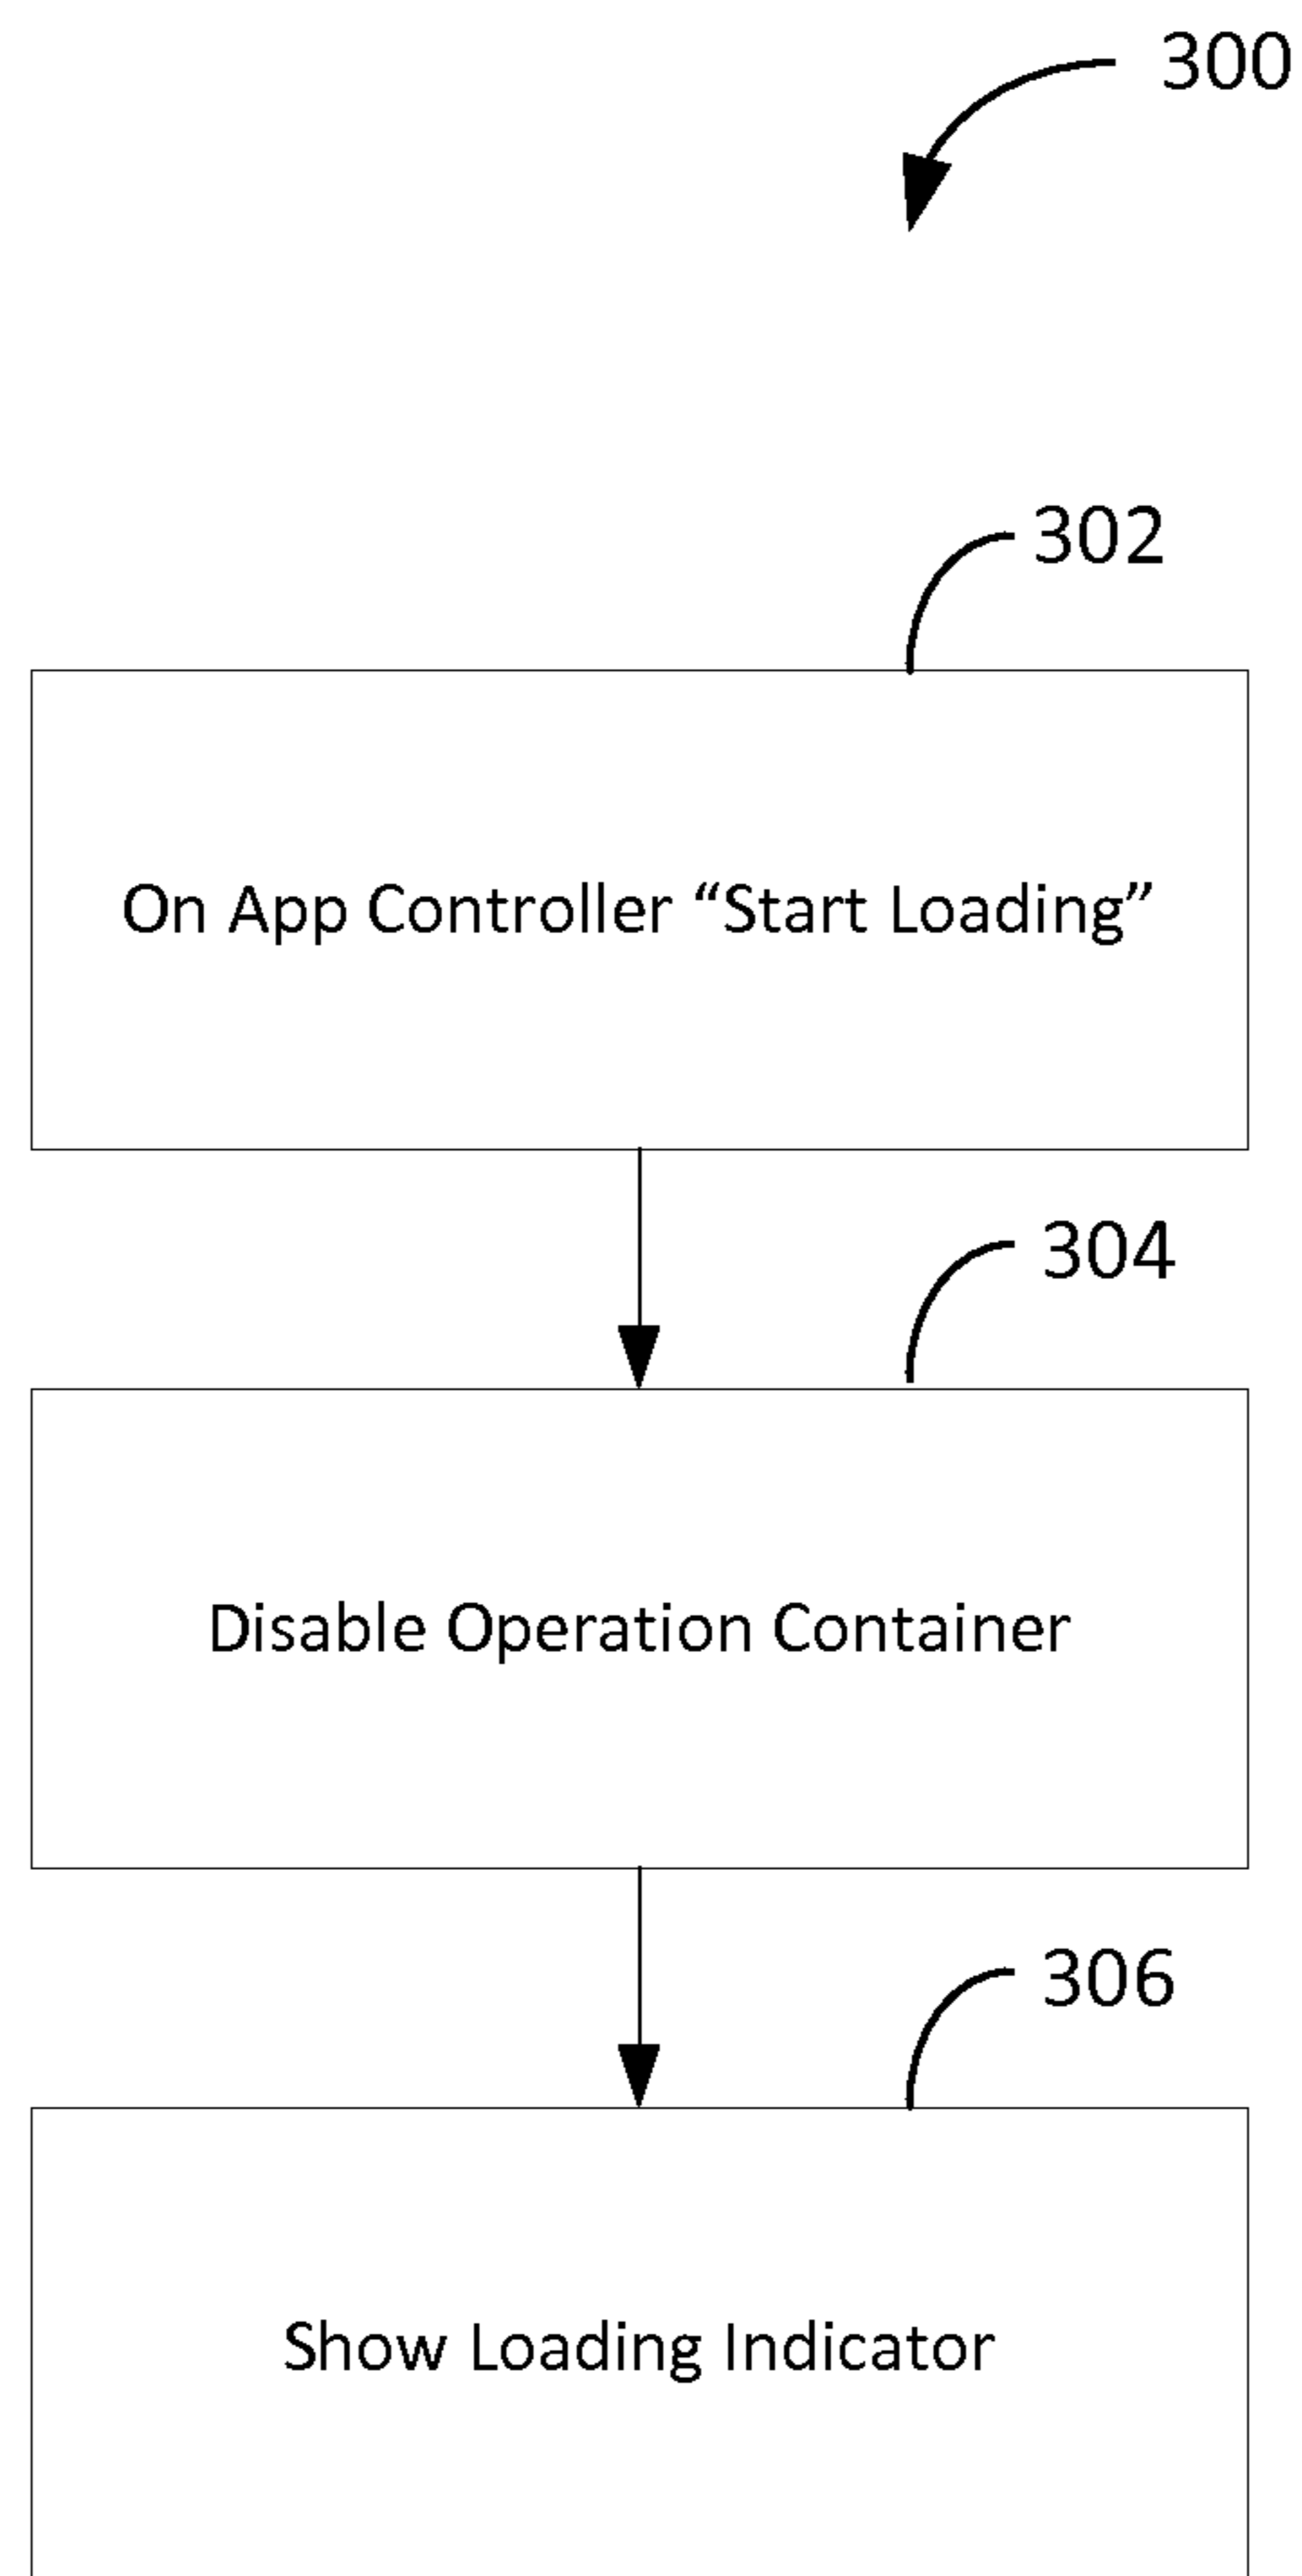 300
302
On App Controller “Start Loading”
304
Disable Operation Container
306
Show Loading Indicator